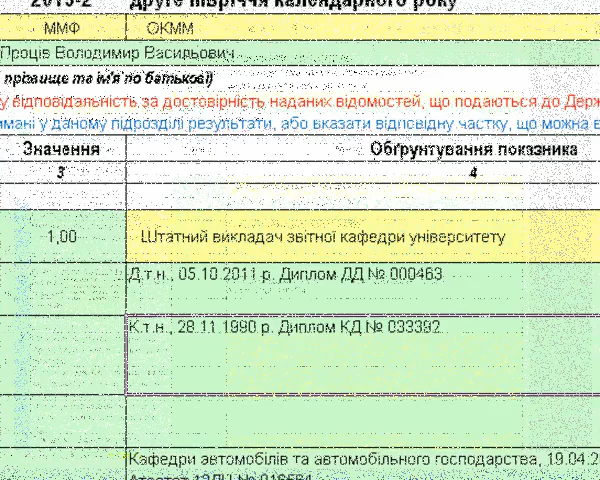 2015-2 друге півріччя календарного року
ММФ ОКММ
Проців Володимир Васильович
прізвище та ім'я по батькові)
у відповідальність за достовірність наданих відомостей, що подаються до Держ
имані у даному підрозділі результати, або вказати відповідну частку, що можна в
Значення Обґрунтування показника
3 4
1,00 Штатний викладач звітної кафедри університету
Д.т.н., 05.10.2011 р. Диплом ДД № 000463
К.т.н., 28.11.1990 р. Диплом КД № 033392
Кафедри автомобілів та автомобільного господарства, 19.04.2